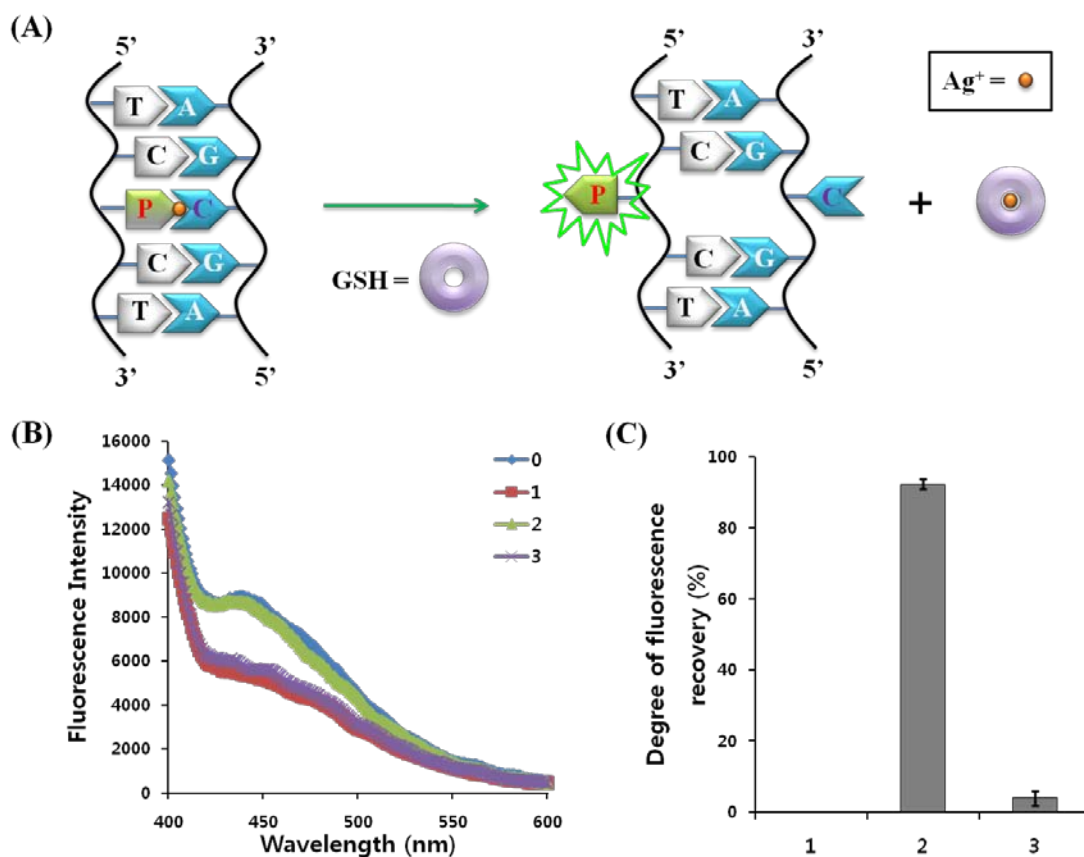 (A)
5’ 3’
T A
C G
P C
C G
T A
3’ 5’
GSH =
5’ 3’
T A
C G
P C
C G
T A
3’ 5’
+
Ag+ =
(B)
Fluorescence Intensity
16000
14000
12000
10000
8000
6000
4000
2000
0
400 450 500 550 600
Wavelength (nm)
0
1
2
3
(C)
Degree of fluorescence
recovery (%)
100
80
60
40
20
0
1 2 3